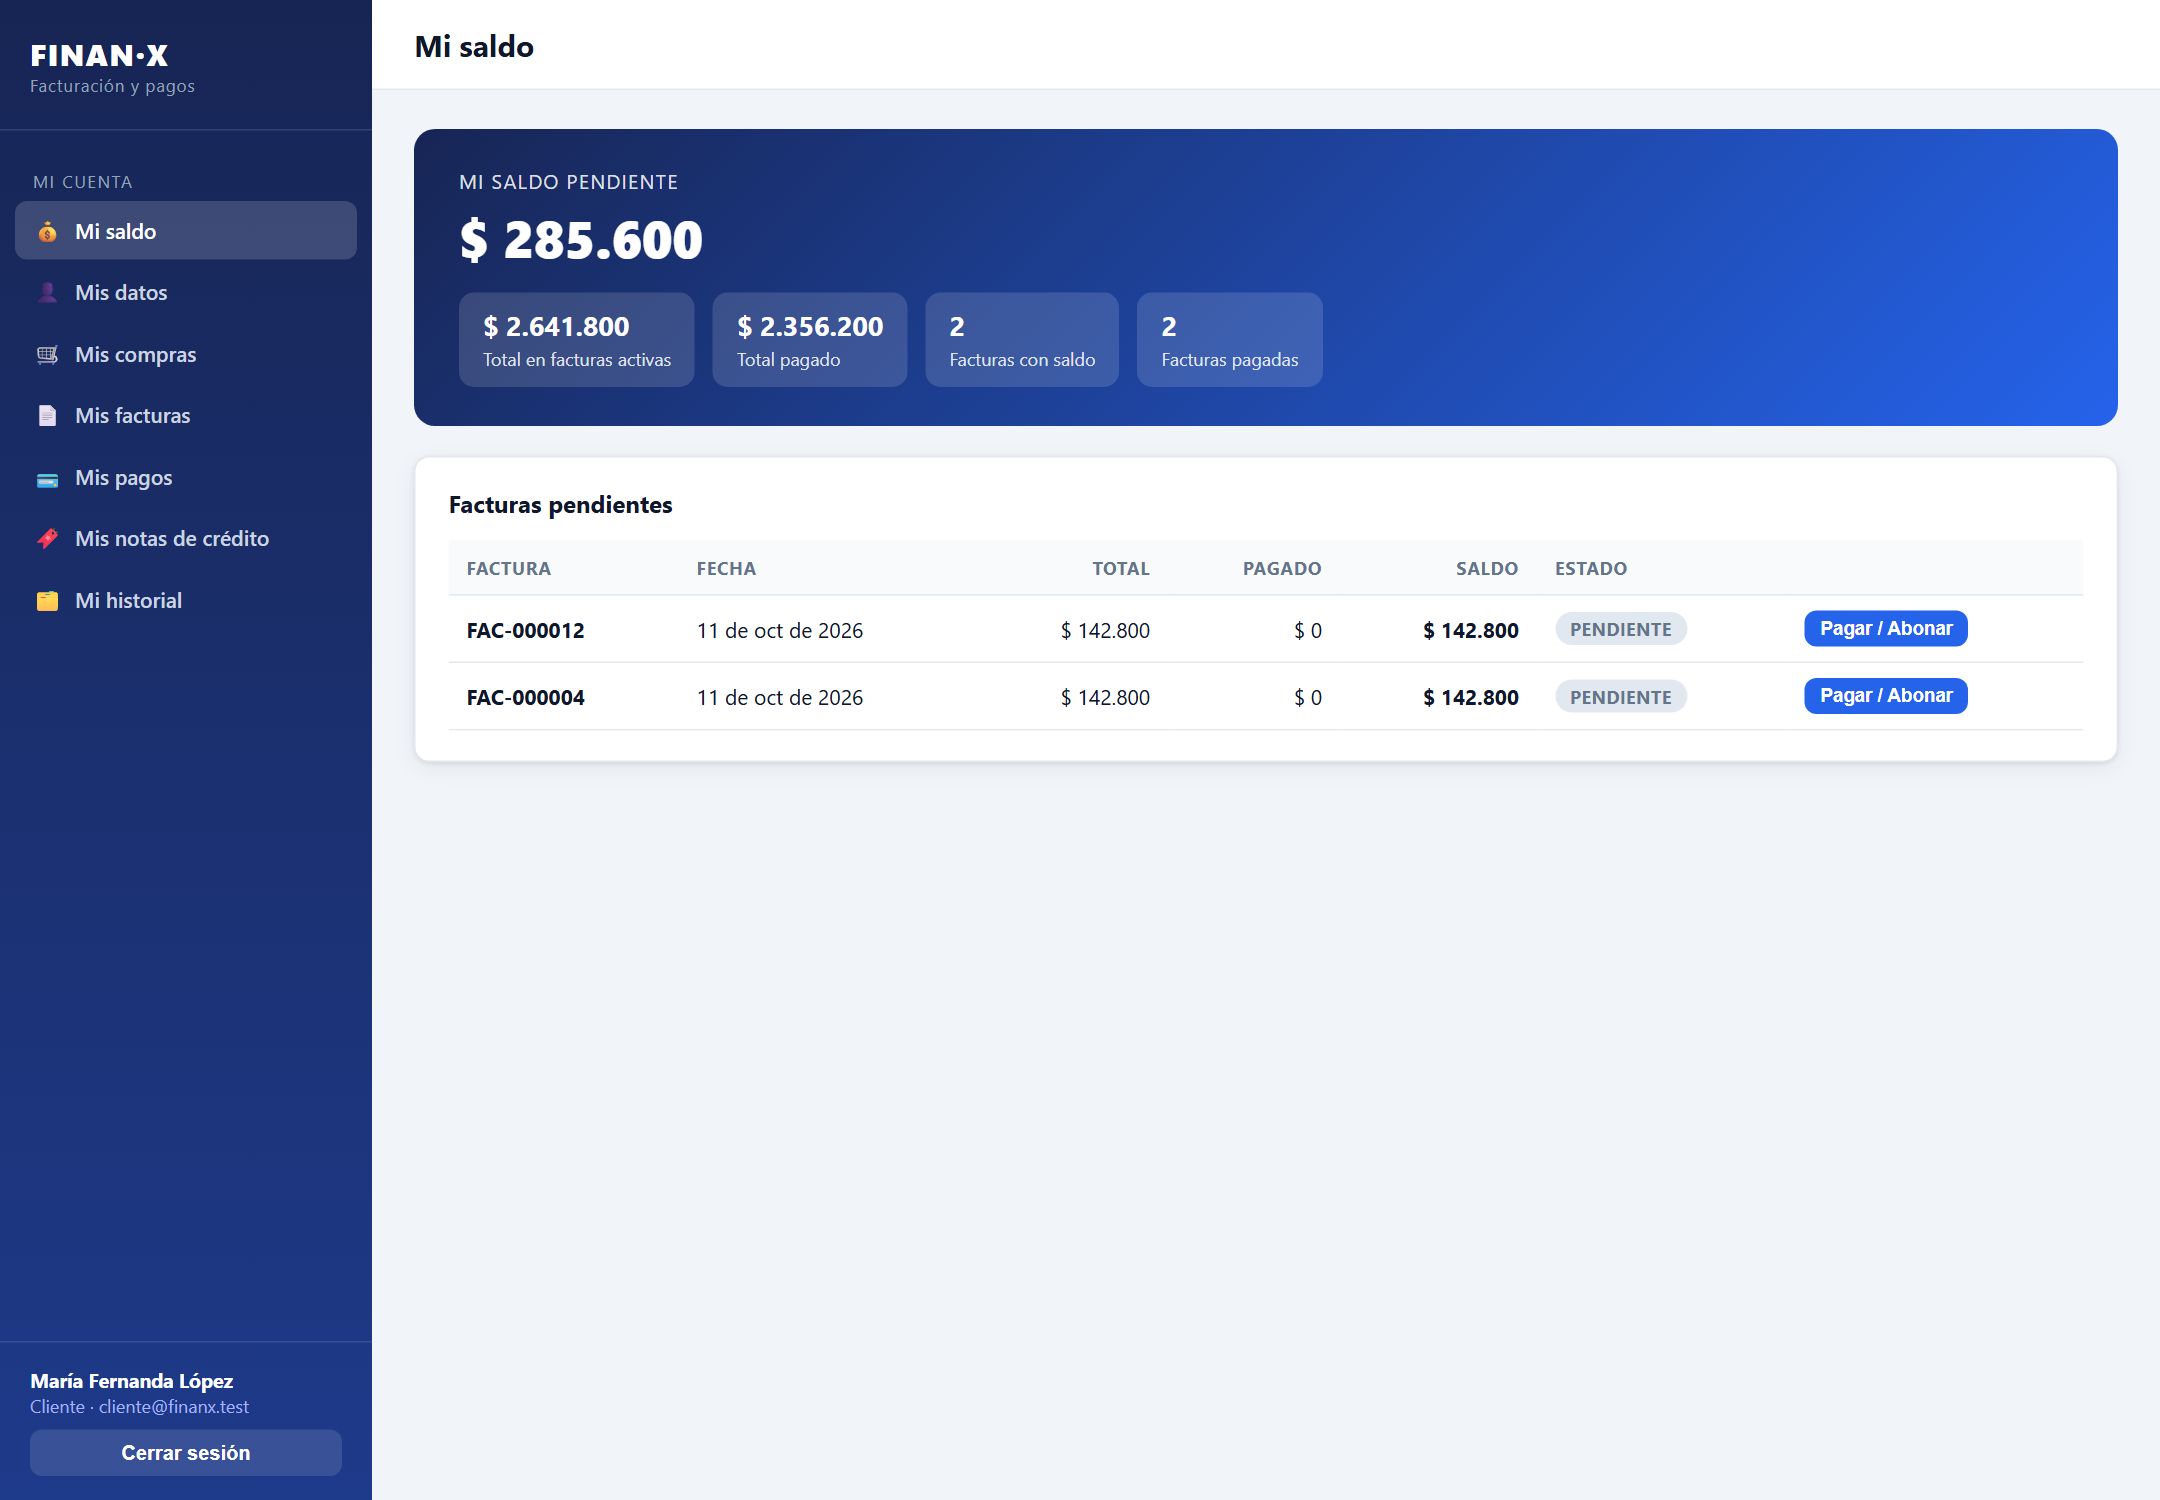 FINAN·X
Facturación y pagos
MI CUENTA
Mi saldo
Mis datos
Mis compras
Mis facturas
Mis pagos
Mis notas de crédito
Mi historial
María Fernanda López
Cliente · cliente@finanx.test
Cerrar sesión
Mi saldo
MI SALDO PENDIENTE
$ 285.600
$ 2.641.800
Total en facturas activas
$ 2.356.200
Total pagado
2
Facturas con saldo
2
Facturas pagadas
Facturas pendientes
FACTURA FECHA TOTAL PAGADO SALDO ESTADO
FAC-000012 11 de oct de 2026 $ 142.800 $ 0 $ 142.800 PENDIENTE Pagar / Abonar
FAC-000004 11 de oct de 2026 $ 142.800 $ 0 $ 142.800 PENDIENTE Pagar / Abonar